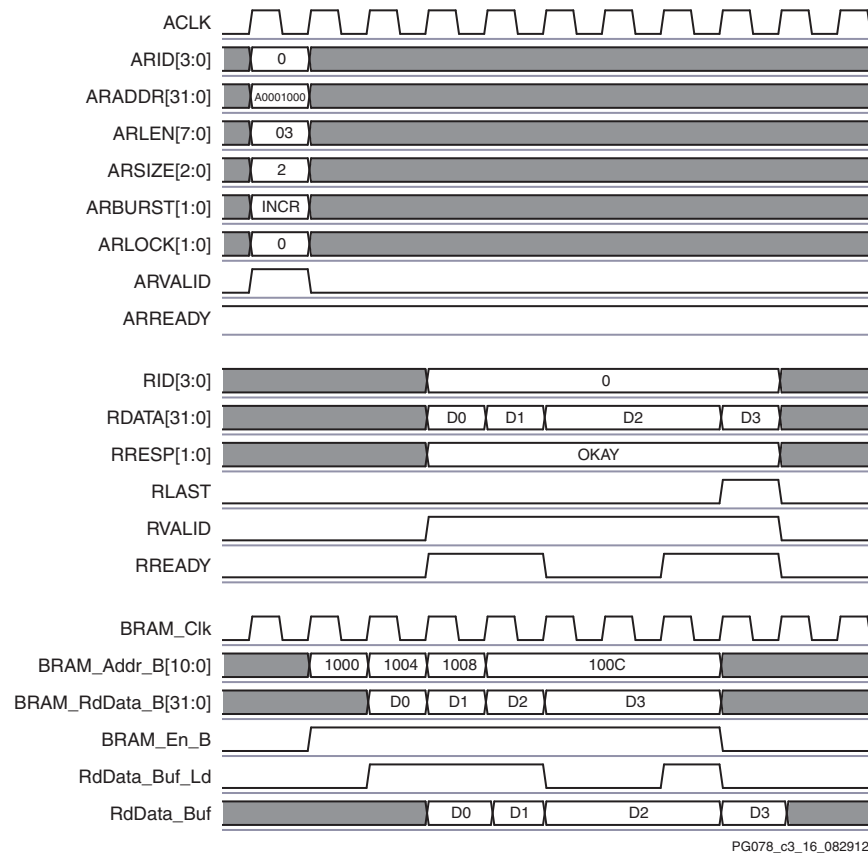 ACLK
ARID[3:0] 0
ARADDR[31:0] A0001000
ARLEN[7:0] 03
ARSIZE[2:0] 2
ARBURST[1:0] INCR
ARLOCK[1:0] 0
ARVALID
ARREADY
RID[3:0] 0
RDATA[31:0] D0 D1 D2 D3
RRESP[1:0] OKAY
RLAST
RVALID
RREADY
BRAM_Clk
BRAM_Addr_B[10:0] 1000 1004 1008 100C
BRAM_RdData_B[31:0] D0 D1 D2 D3
BRAM_En_B
RdData_Buf_Ld
RdData_Buf D0 D1 D2 D3
PG078_c3_16_082912